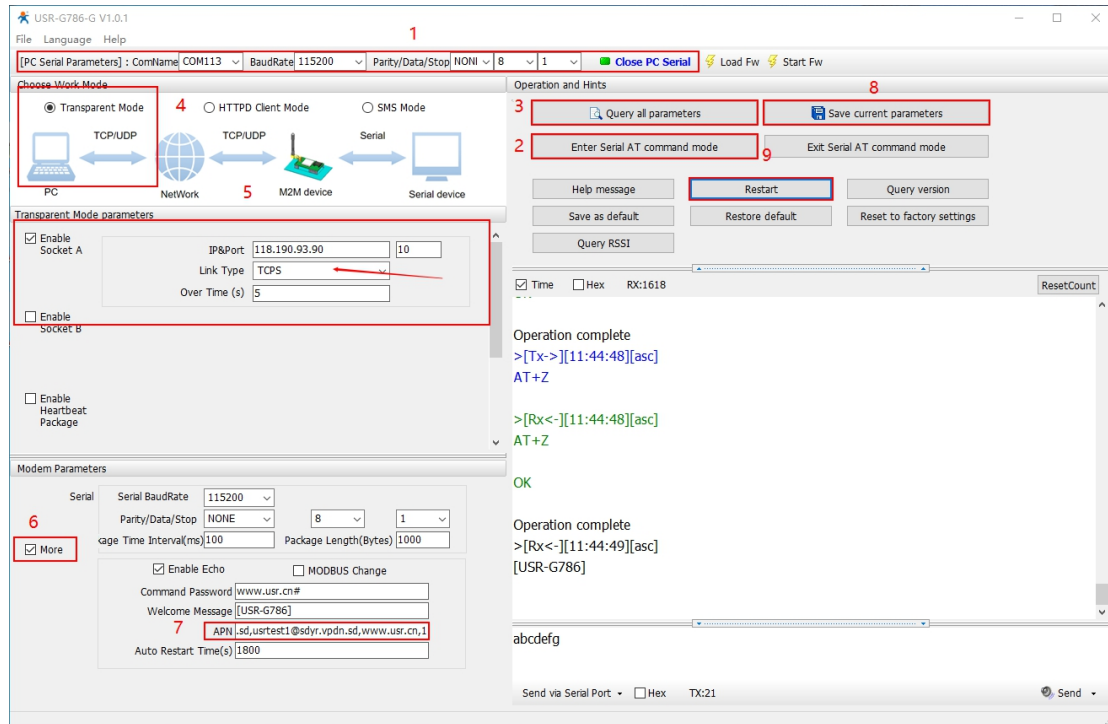 USR-G786-G V1.0.1
File Language Help
1
[PC Serial Parameters] : ComName COM113 BaudRate 115200 Parity/Data/Stop NONI 8 1 Close PC Serial Load Fw Start Fw
Choose Work Mode
Transparent Mode 4 HTTPD Client Mode SMS Mode
TCP/UDP TCP/UDP Serial
PC NetWork 5 M2M device Serial device
Transparent Mode parameters
Enable
Socket A
IP&Port 118.190.93.90 10
Link Type TCPS
Over Time (s) 5
Enable
Socket B
Enable
Heartbeat
Package
Modem Parameters
Serial Serial BaudRate 115200
Parity/Data/Stop NONE 8 1
kage Time Interval(ms) 100 Package Length(Bytes) 1000
6
More
Enable Echo MODBUS Change
Command Password www.usr.cn#
Welcome Message [USR-G786]
7 APN .sd,usrtest1@sdyr.vpdn.sd,www.usr.cn,1
Auto Restart Time(s) 1800
Operation and Hints
8
3 Query all parameters Save current parameters
2 Enter Serial AT command mode 9 Exit Serial AT command mode
Help message Restart Query version
Save as default Restore default Reset to factory settings
Query RSSI
Time Hex RX:1618 ResetCount
Operation complete
>[Tx->][11:44:48][asc]
AT+Z
>[Rx<-][11:44:48][asc]
AT+Z
OK
Operation complete
>[Rx<-][11:44:49][asc]
[USR-G786]
abcdefg
Send via Serial Port Hex TX:21 Send